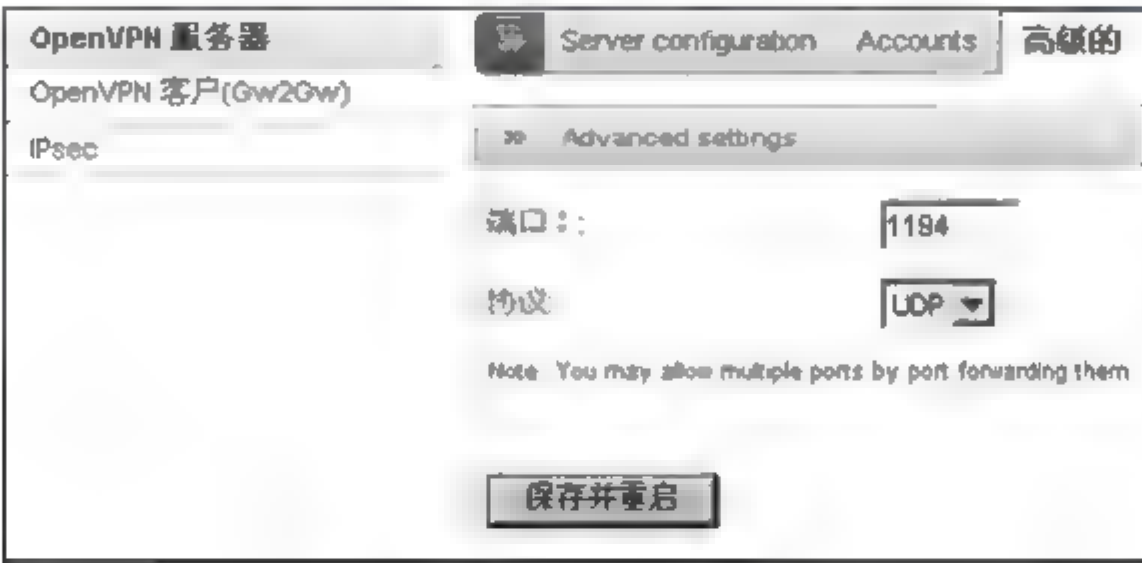 OpenVPN 服务器
OpenVPN 客户(Gw2Gw)
IPsec
Server configuration Accounts 高级的
» Advanced settings
端口:: 1194
协议 UDP
Note You may allow multiple ports by port forwarding them
保存并重启